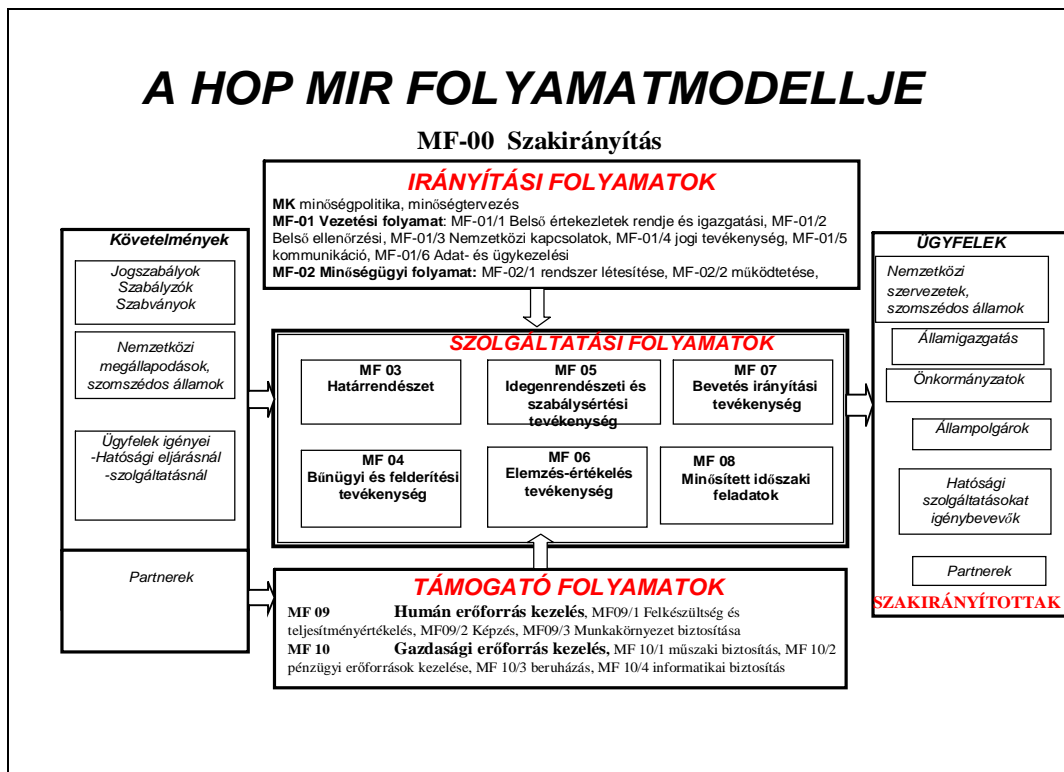 A HOP MIR FOLYAMATMODELLJE
MF-00 Szakirányítás
IRÁNYÍTÁSI FOLYAMATOK
MK minőségpolitika, minőségtervezés
MF-01 Vezetési folyamat: MF-01/1 Belső értekezletek rendje és igazgatási, MF-01/2
Belső ellenőrzési, MF-01/3 Nemzetközi kapcsolatok, MF-01/4 jogi tevékenység, MF-01/5
kommunikáció, MF-01/6 Adat- és ügykezelési
MF-02 Minőségügyi folyamat: MF-02/1 rendszer létesítése, MF-02/2 működtetése,
Követelmények
Jogszabályok
Szabályzók
Szabványok
Nemzetközi
megállapodások,
szomszédos államok
Ügyfelek igényei
-Hatósági eljárásnál
-szolgáltatásnál
Partnerek
SZOLGÁLTATÁSI FOLYAMATOK
MF 03
Határrendészet
MF 05
Idegenrendészeti és
szabálysértési
tevékenység
MF 07
Bevetés irányítási
tevékenység
MF 04
Bűnügyi és felderítési
tevékenység
MF 06
Elemzés-értékelés
tevékenység
MF 08
Minősített időszaki
feladatok
TÁMOGATÓ FOLYAMATOK
MF 09 Humán erőforrás kezelés, MF09/1 Felkészültség és
teljesítményértékelés, MF09/2 Képzés, MF09/3 Munkakörnyezet biztosítása
MF 10 Gazdasági erőforrás kezelés, MF 10/1 műszaki biztosítás, MF 10/2
pénzügyi erőforrások kezelése, MF 10/3 beruházás, MF 10/4 informatikai biztosítás
ÜGYFELEK
Nemzetközi
szervezetek,
szomszédos államok
Államigazgatás
Önkormányzatok
Állampolgárok
Hatósági
szolgáltatásokat
igénybevevők
Partnerek
SZAKIRÁNYÍTOTTAK